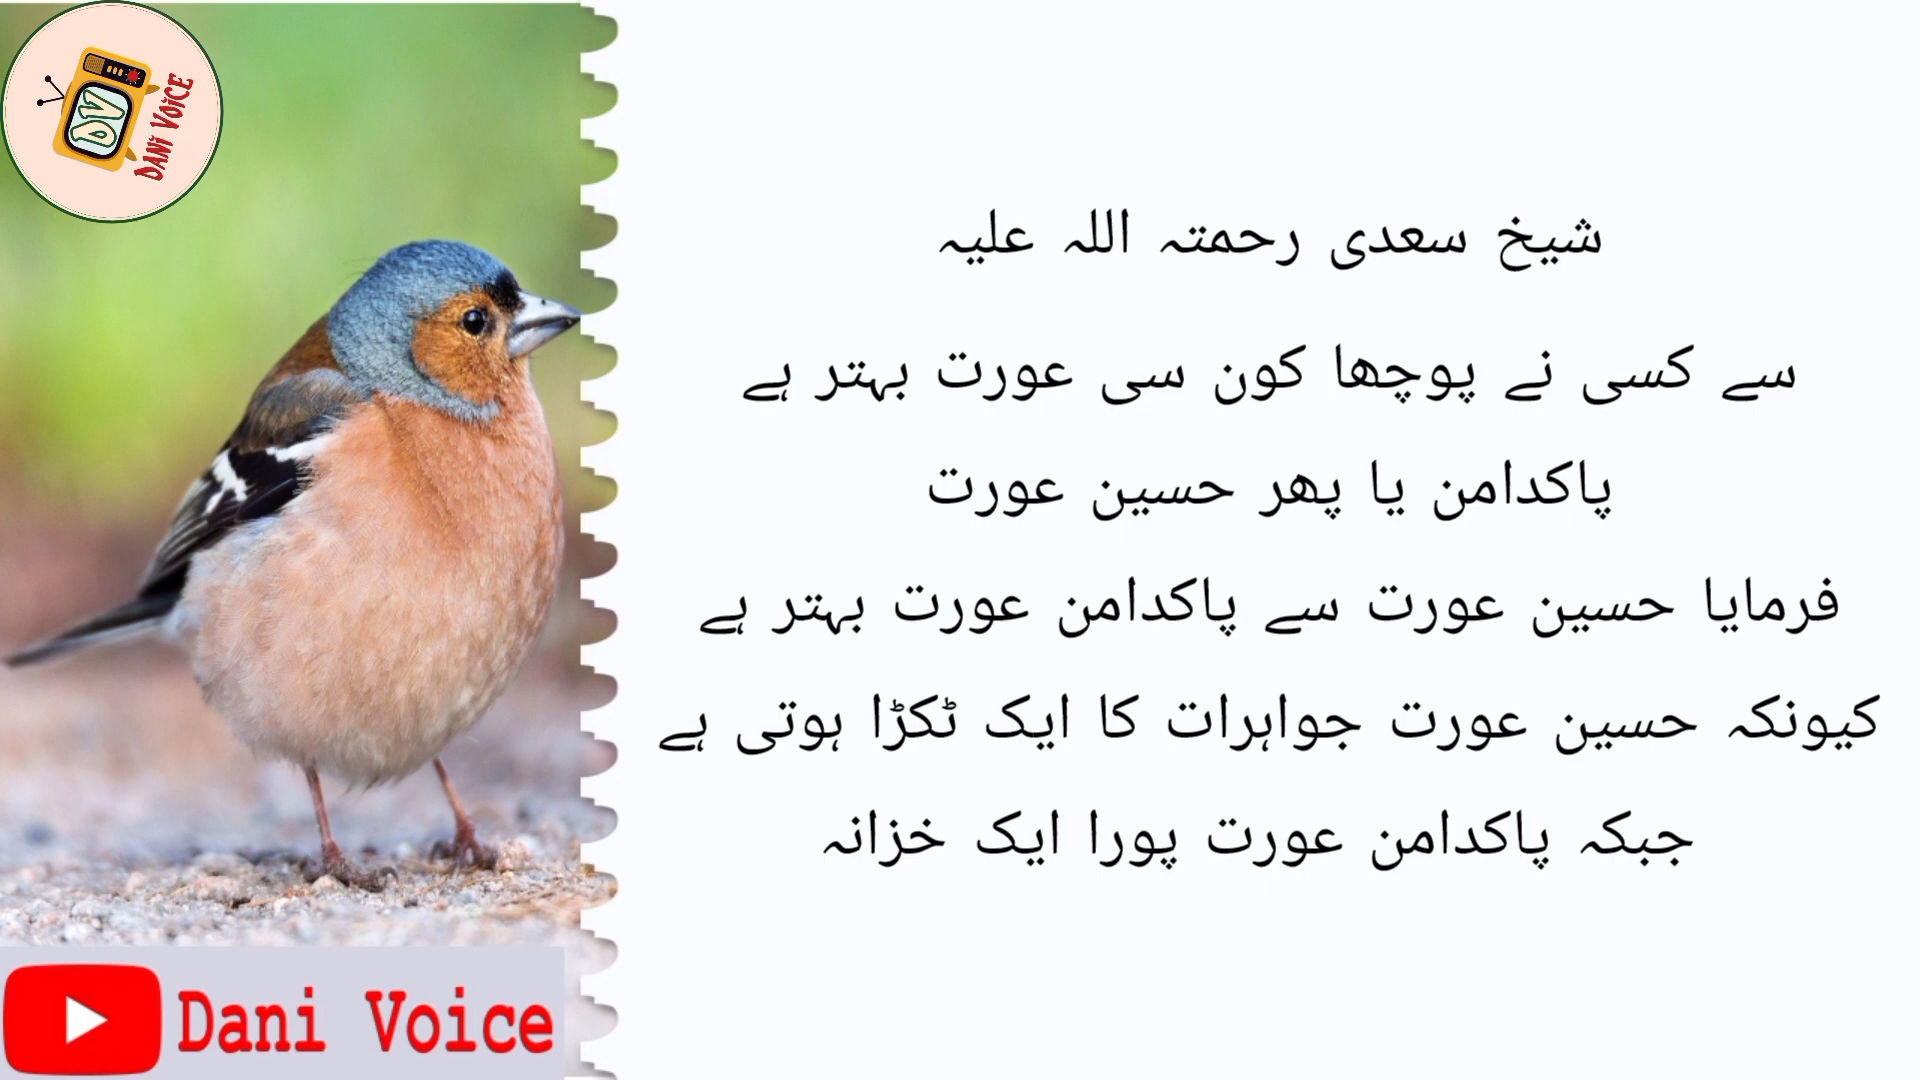 DV
DANI VOICE
شیخ سعدی رحمتہ اللہ علیہ
سے کسی نے پوچھا کون سی عورت بہتر ہے
پاکدامن یا پھر حسین عورت
فرمایا حسین عورت سے پاکدامن عورت بہتر ہے
کیونکہ حسین عورت جواہرات کا ایک ٹکڑا ہوتی ہے
جبکہ پاکدامن عورت پورا ایک خزانہ
Dani Voice